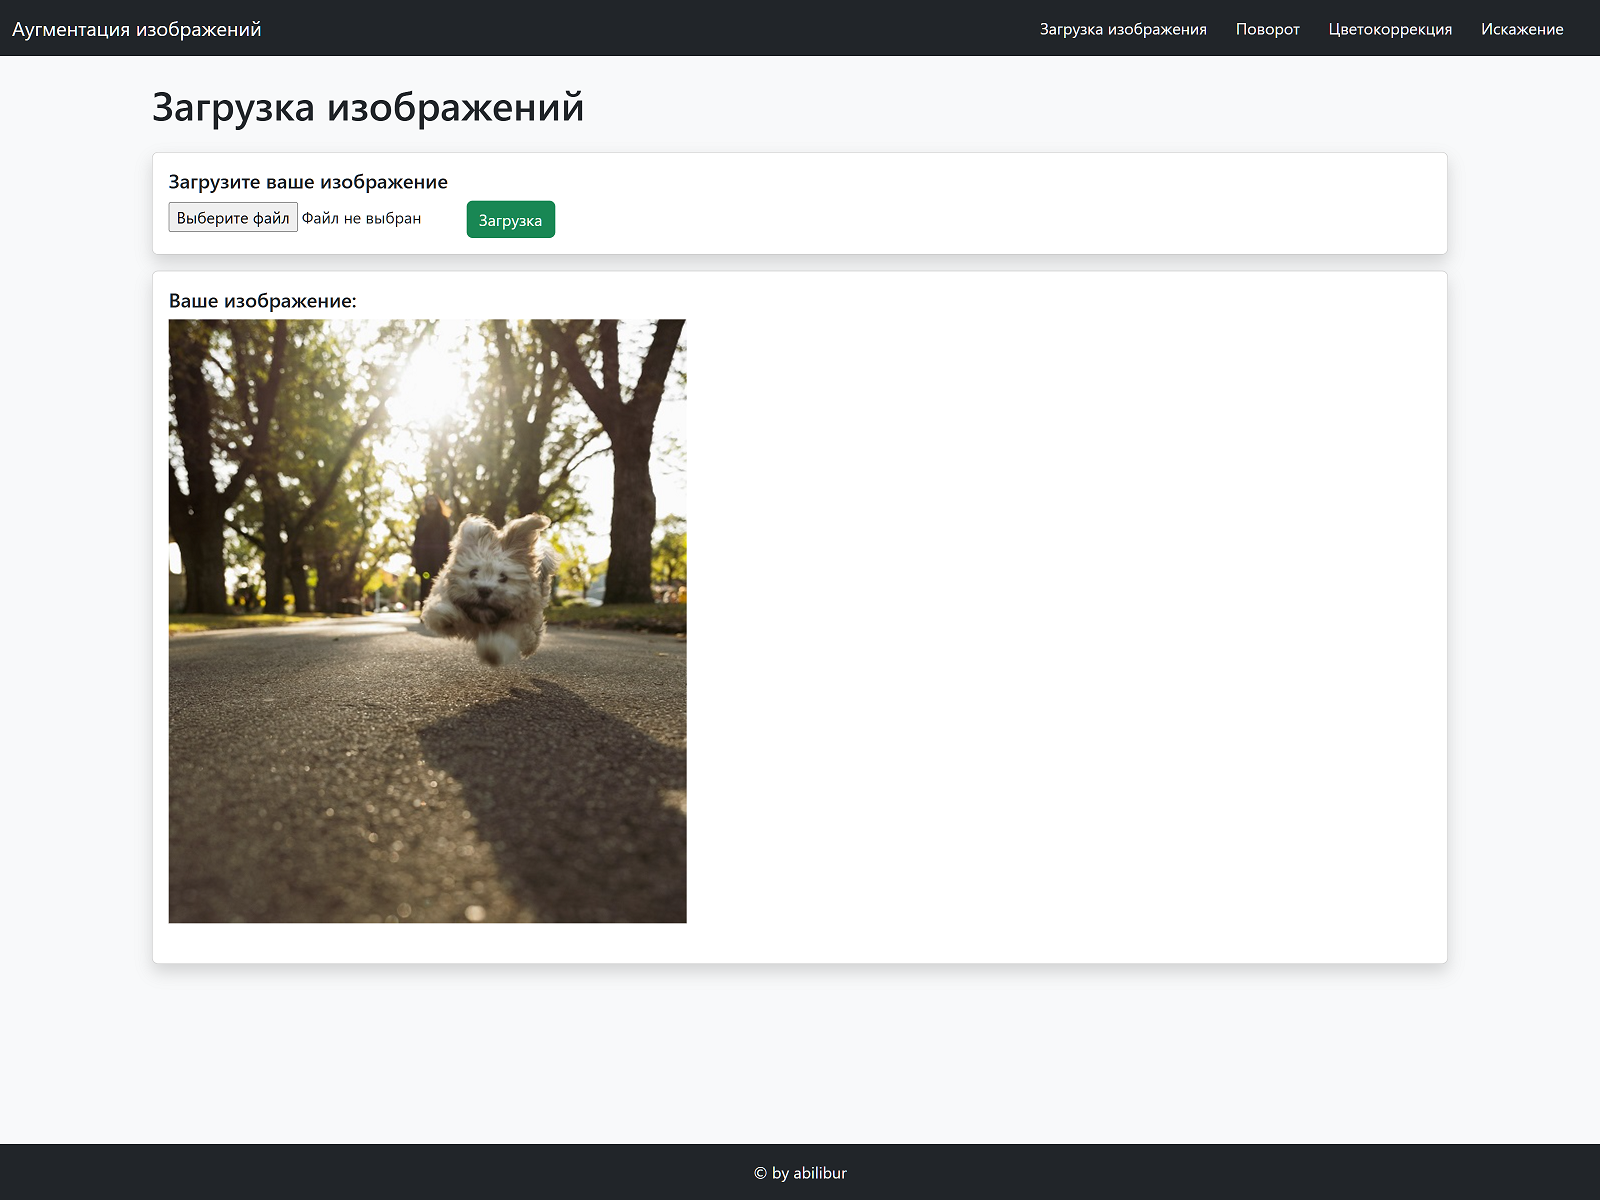 Аугментация изображений
Загрузка изображения Поворот Цветокоррекция Искажение
Загрузка изображений
Загрузите ваше изображение
Выберите файл Файл не выбран Загрузка
Ваше изображение:
© by abilibur